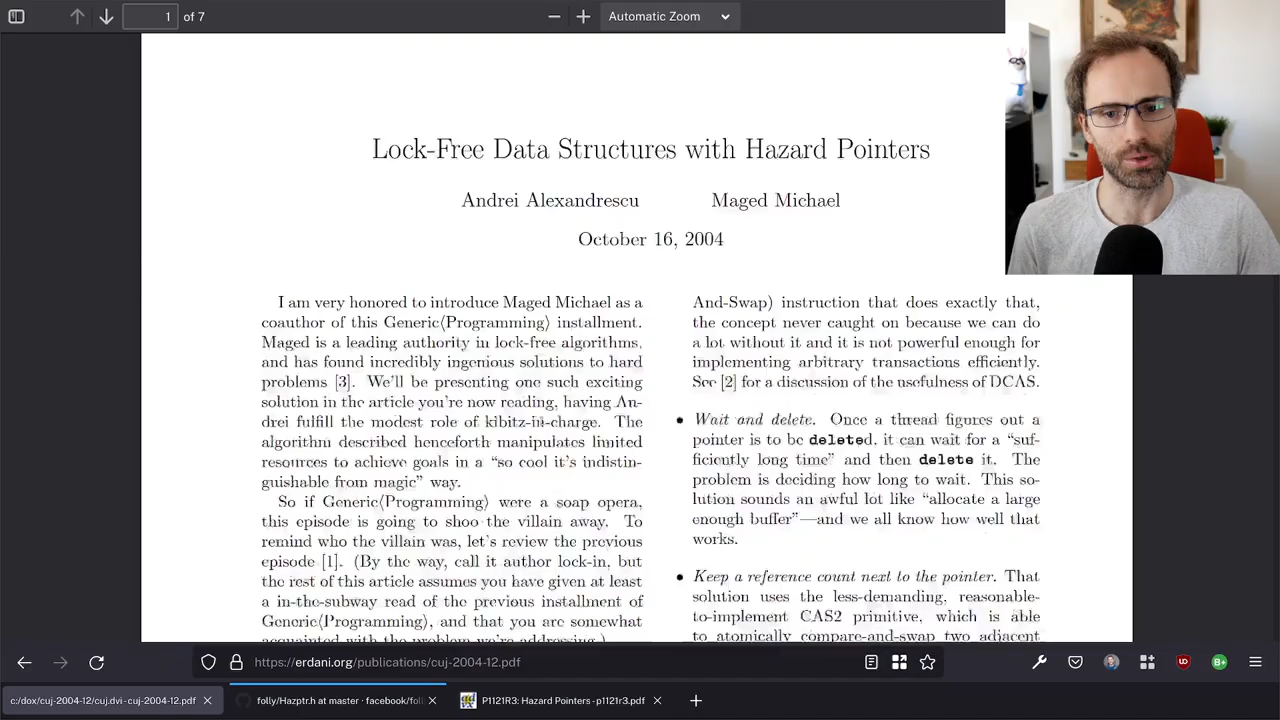 1 of 7
Automatic Zoom
Lock-Free Data Structures with Hazard Pointers
Andrei Alexandrescu Maged Michael
October 16, 2004
I am very honored to introduce Maged Michael as a
coauthor of this Generic⟨Programming⟩ installment.
Maged is a leading authority in lock-free algorithms,
and has found incredibly ingenious solutions to hard
problems [3]. We'll be presenting one such exciting
solution in the article you're now reading, having An-
drei fulfill the modest role of kibitz-in-charge. The
algorithm described henceforth manipulates limited
resources to achieve goals in a “so cool it's indistin-
guishable from magic” way.
So if Generic⟨Programming⟩ were a soap opera,
this episode is going to shoo the villain away. To
remind who the villain was, let's review the previous
episode [1]. (By the way, call it author lock-in, but
the rest of this article assumes you have given at least
a in-the-subway read of the previous installment of
Generic⟨Programming⟩, and that you are somewhat
acquainted with the problem we're addressing.)
And-Swap) instruction that does exactly that,
the concept never caught on because we can do
a lot without it and it is not powerful enough for
implementing arbitrary transactions efficiently.
See [2] for a discussion of the usefulness of DCAS.
• Wait and delete. Once a thread figures out a
pointer is to be deleted, it can wait for a “suf-
ficiently long time” and then delete it. The
problem is deciding how long to wait. This so-
lution sounds an awful lot like “allocate a large
enough buffer”—and we all know how well that
works.
• Keep a reference count next to the pointer. That
solution uses the less-demanding, reasonable-
to-implement CAS2 primitive, which is able
to atomically compare-and-swap two adjacent
https://erdani.org/publications/cuj-2004-12.pdf
c:/dox/cuj-2004-12/cuj.dvi - cuj-2004-12.pdf
folly/Hazptr.h at master · facebook/fol
P1121R3: Hazard Pointers - p1121r3.pdf